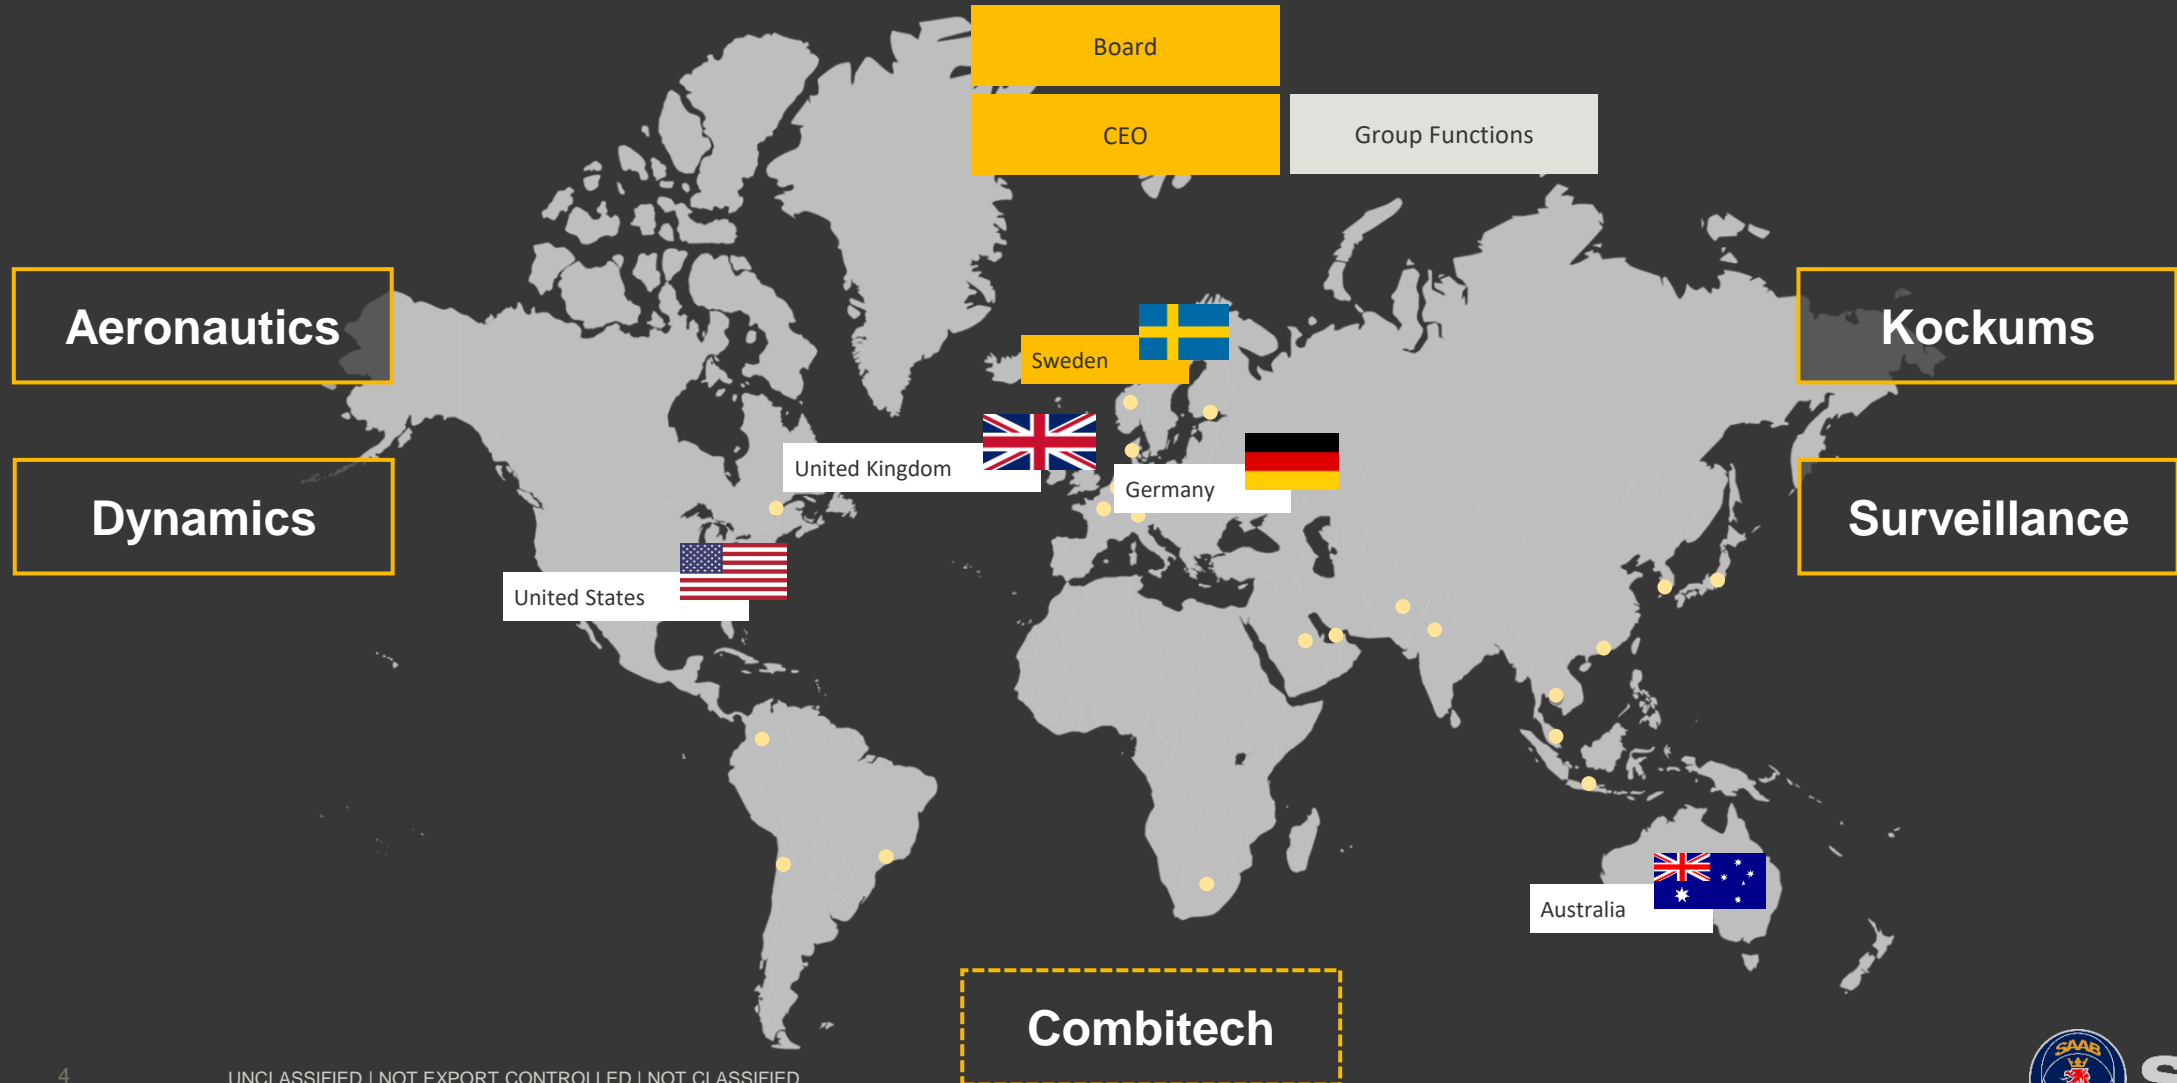 Board
CEO
Group Functions
Aeronautics
Kockums
Sweden
United Kingdom
Germany
Dynamics
Surveillance
United States
Australia
Combitech
SAAB
4
UNCLASSIFIED | NOT EXPORT CONTROLLED | NOT CLASSIFIED